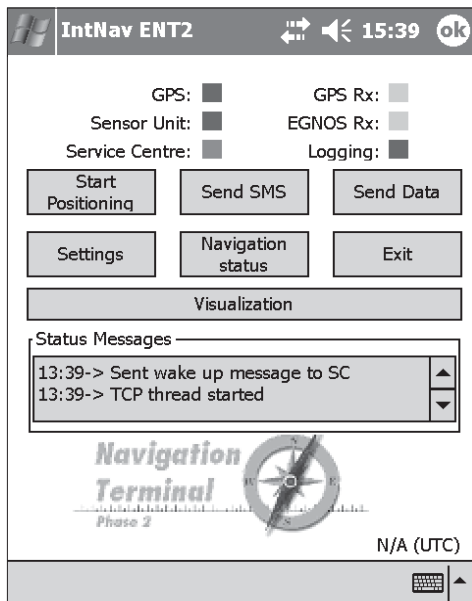 IntNav ENT2 15:39 ok
GPS: GPS Rx:
Sensor Unit: EGNOS Rx:
Service Centre: Logging:
Start Positioning
Send SMS
Send Data
Settings
Navigation status
Exit
Visualization
Status Messages
13:39-> Sent wake up message to SC
13:39-> TCP thread started
Navigation
Terminal
Phase 2
N
W
E
S
N/A (UTC)